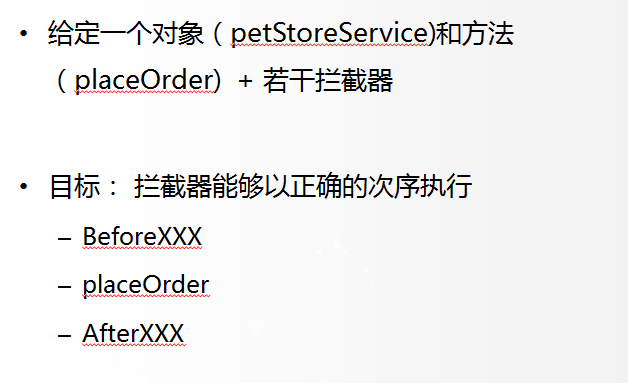 • 给定一个对象（petStoreService)和方法
（placeOrder) + 若干拦截器
• 目标： 拦截器能够以正确的次序执行
– BeforeXXX
– placeOrder
– AfterXXX